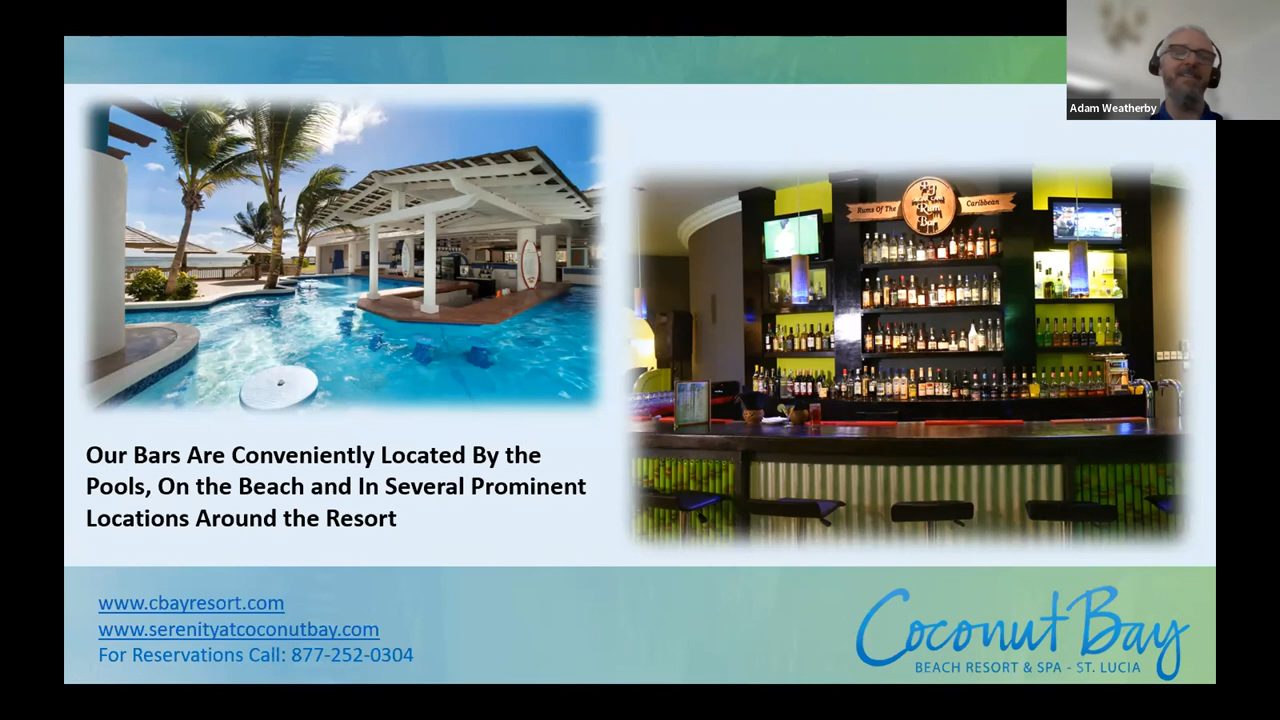 Adam Weatherby
Rums Of The
Caribbean
Rum
Our Bars Are Conveniently Located By the
Pools, On the Beach and In Several Prominent
Locations Around the Resort
www.cbayresort.com
www.serenityatcoconutbay.com
For Reservations Call: 877-252-0304
Coconut Bay
BEACH RESORT & SPA - ST. LUCIA